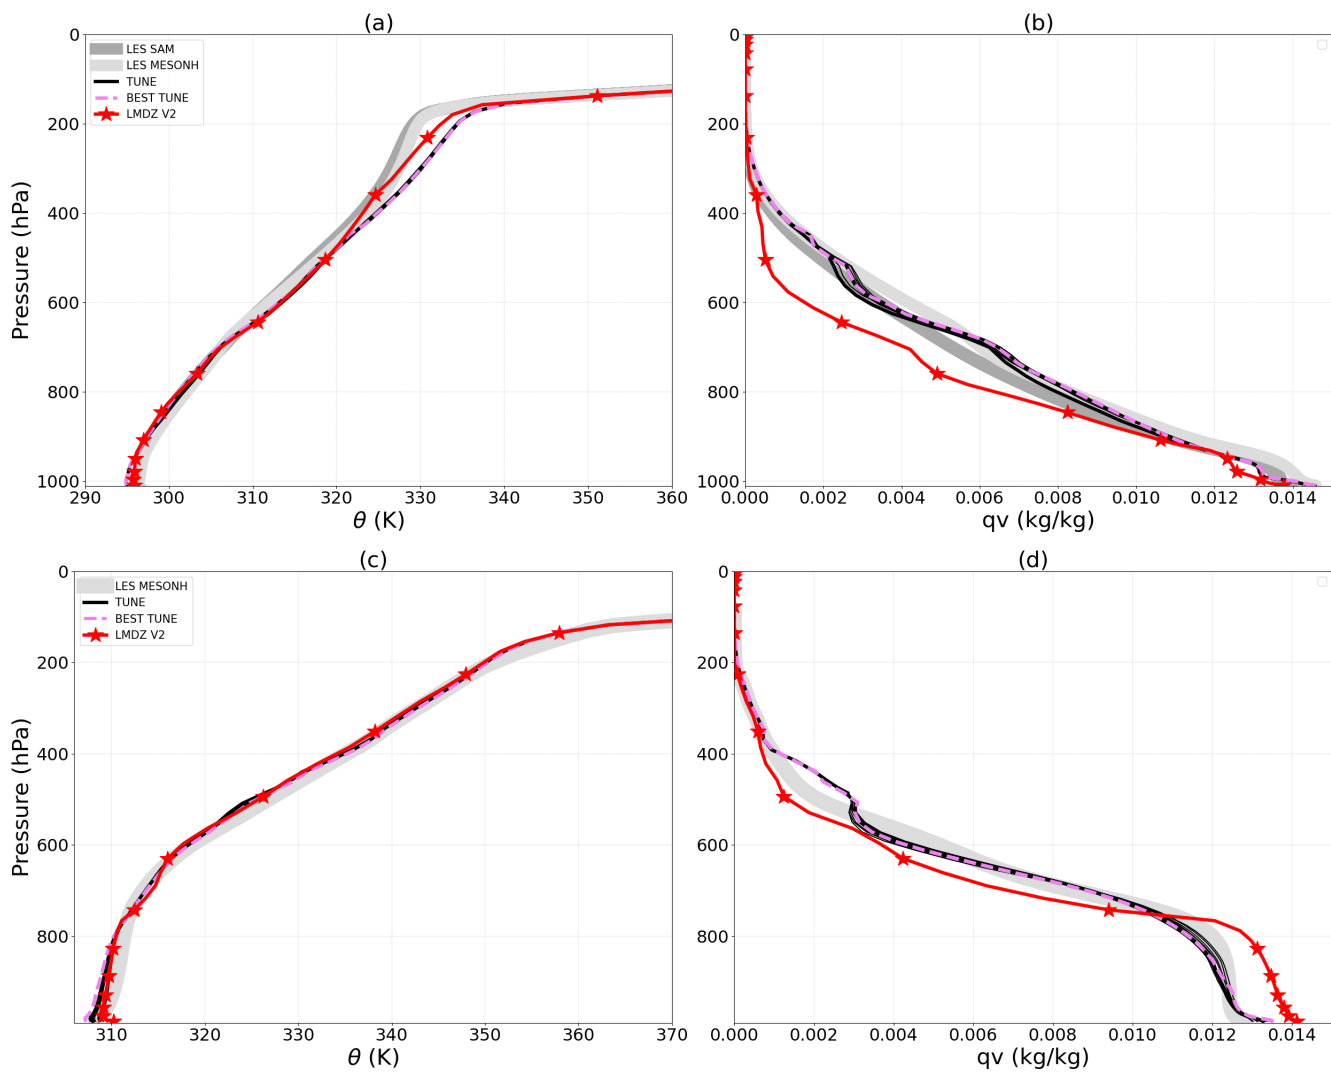 (a)
LES SAM
LES MESONH
TUNE
BEST TUNE
LMDZ V2
0
200
400
600
800
1000
Pressure (hPa)
290 300 310 320 330 340 350 360
θ (K)
(b)
0
200
400
600
800
1000
0.000 0.002 0.004 0.006 0.008 0.010 0.012 0.014
qv (kg/kg)
(c)
LES MESONH
TUNE
BEST TUNE
LMDZ V2
0
200
400
600
800
Pressure (hPa)
310 320 330 340 350 360 370
θ (K)
(d)
0
200
400
600
800
0.000 0.002 0.004 0.006 0.008 0.010 0.012 0.014
qv (kg/kg)